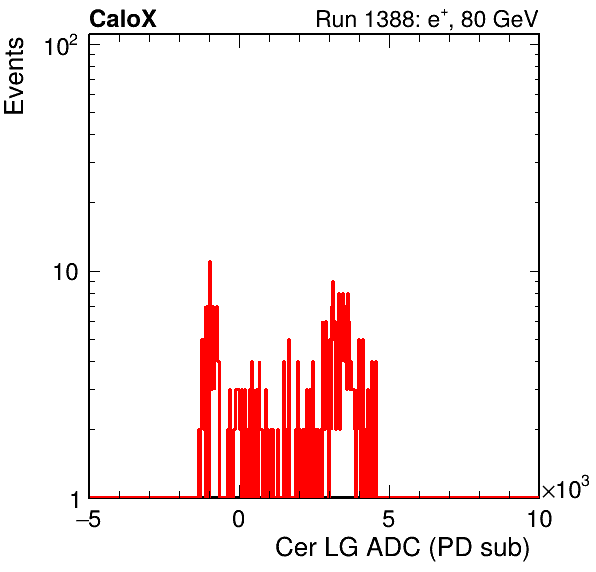 CaloX Run 1388: e⁺, 80 GeV
Events
10²
10
1
−5 0 5 10 ×10³
Cer LG ADC (PD sub)